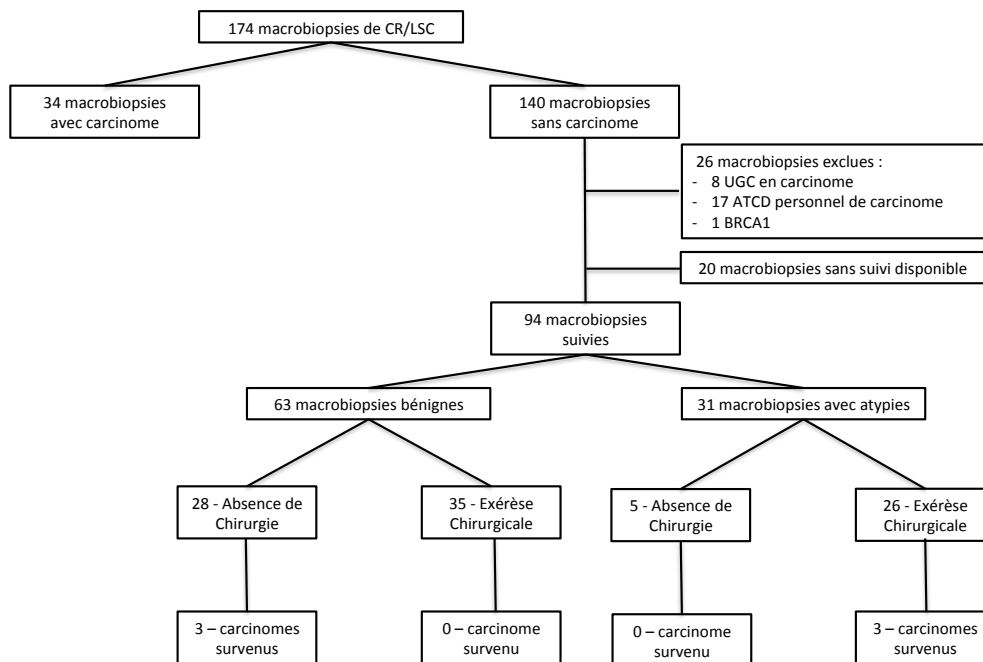 174 macrobiopsies de CR/LSC
34 macrobiopsies
avec carcinome
140 macrobiopsies
sans carcinome
26 macrobiopsies exclues :
- 8 UGC en carcinome
- 17 ATCD personnel de carcinome
- 1 BRCA1
20 macrobiopsies sans suivi disponible
94 macrobiopsies
suivies
63 macrobiopsies bénignes
31 macrobiopsies avec atypies
28 - Absence de
Chirurgie
35 - Exérèse
Chirurgicale
5 - Absence de
Chirurgie
26 - Exérèse
Chirurgicale
3 – carcinomes
survenus
0 – carcinome
survenu
0 – carcinome
survenu
3 – carcinomes
survenus